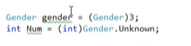 Gender gender = (Gender)3;
int Num = (int)Gender.Unknown;